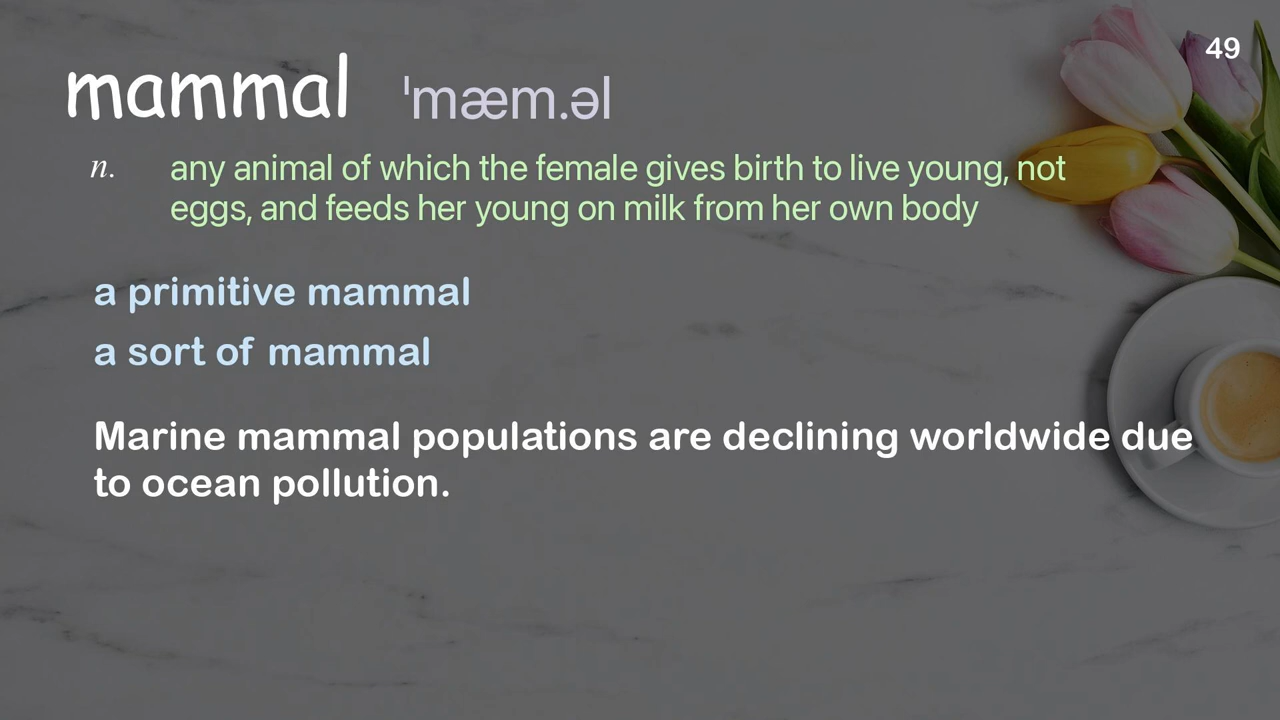 49
mammal ˈmæm.əl
n. any animal of which the female gives birth to live young, not
eggs, and feeds her young on milk from her own body
a primitive mammal
a sort of mammal
Marine mammal populations are declining worldwide due
to ocean pollution.